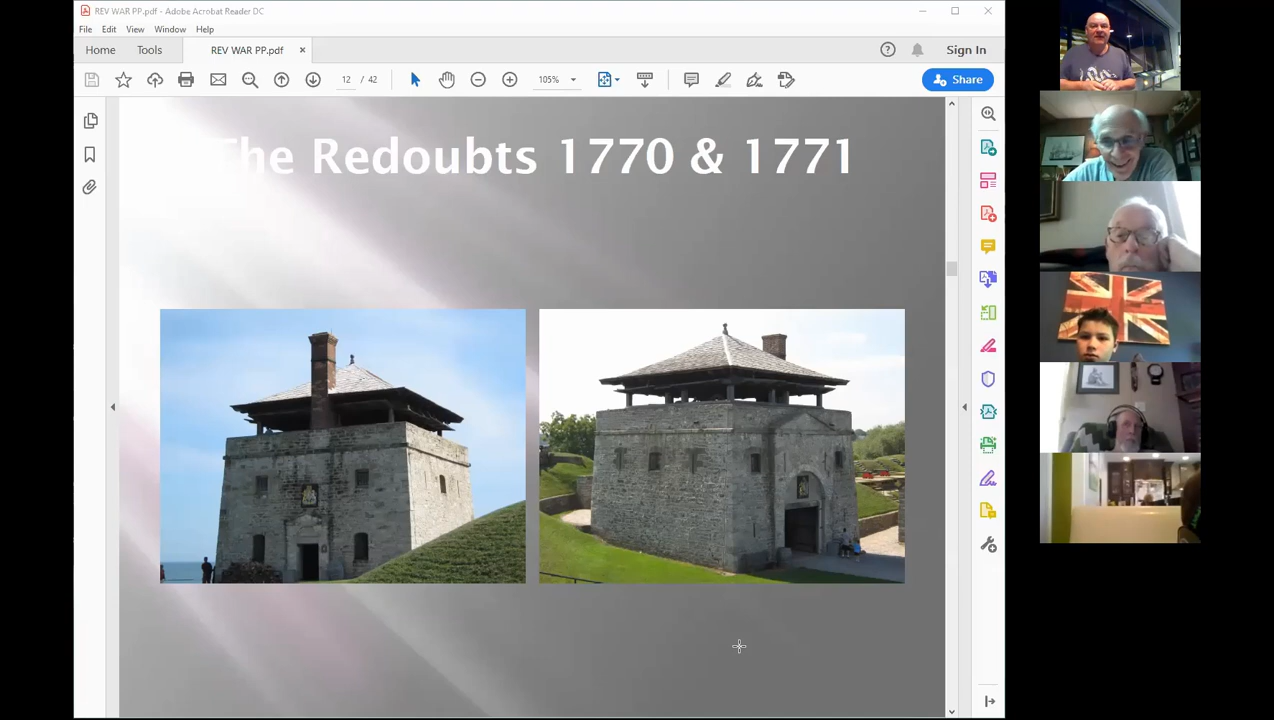 REV WAR PP.pdf - Adobe Acrobat Reader DC
File Edit View Window Help
Home Tools REV WAR PP.pdf × Sign In
12 / 42 105% Share
The Redoubts 1770 & 1771